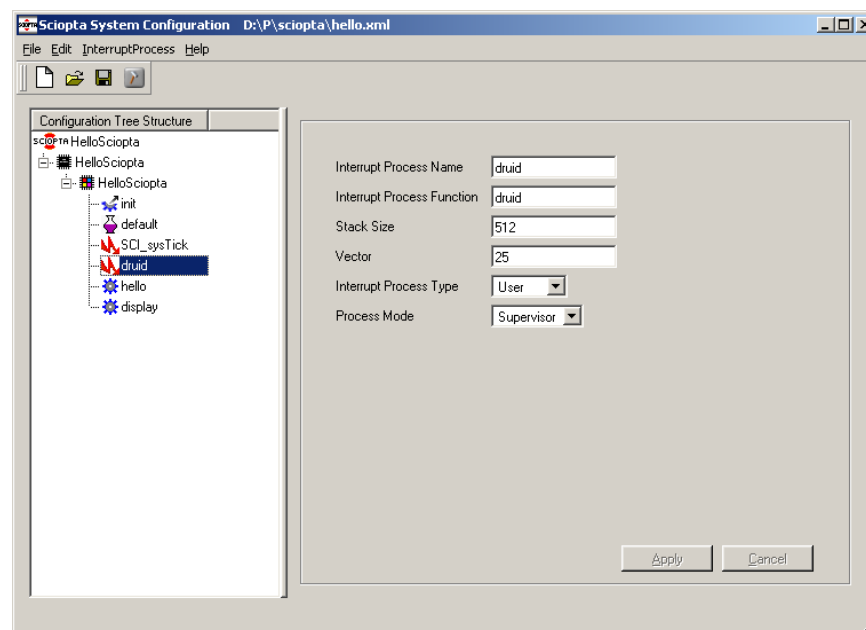 Sciopta System Configuration D:\P\sciopta\hello.xml
File Edit InterruptProcess Help
Configuration Tree Structure
SCIOPTA HelloSciopta
HelloSciopta
HelloSciopta
init
default
SCI_sysTick
druid
hello
display
Interrupt Process Name druid
Interrupt Process Function druid
Stack Size 512
Vector 25
Interrupt Process Type User
Process Mode Supervisor
Apply Cancel